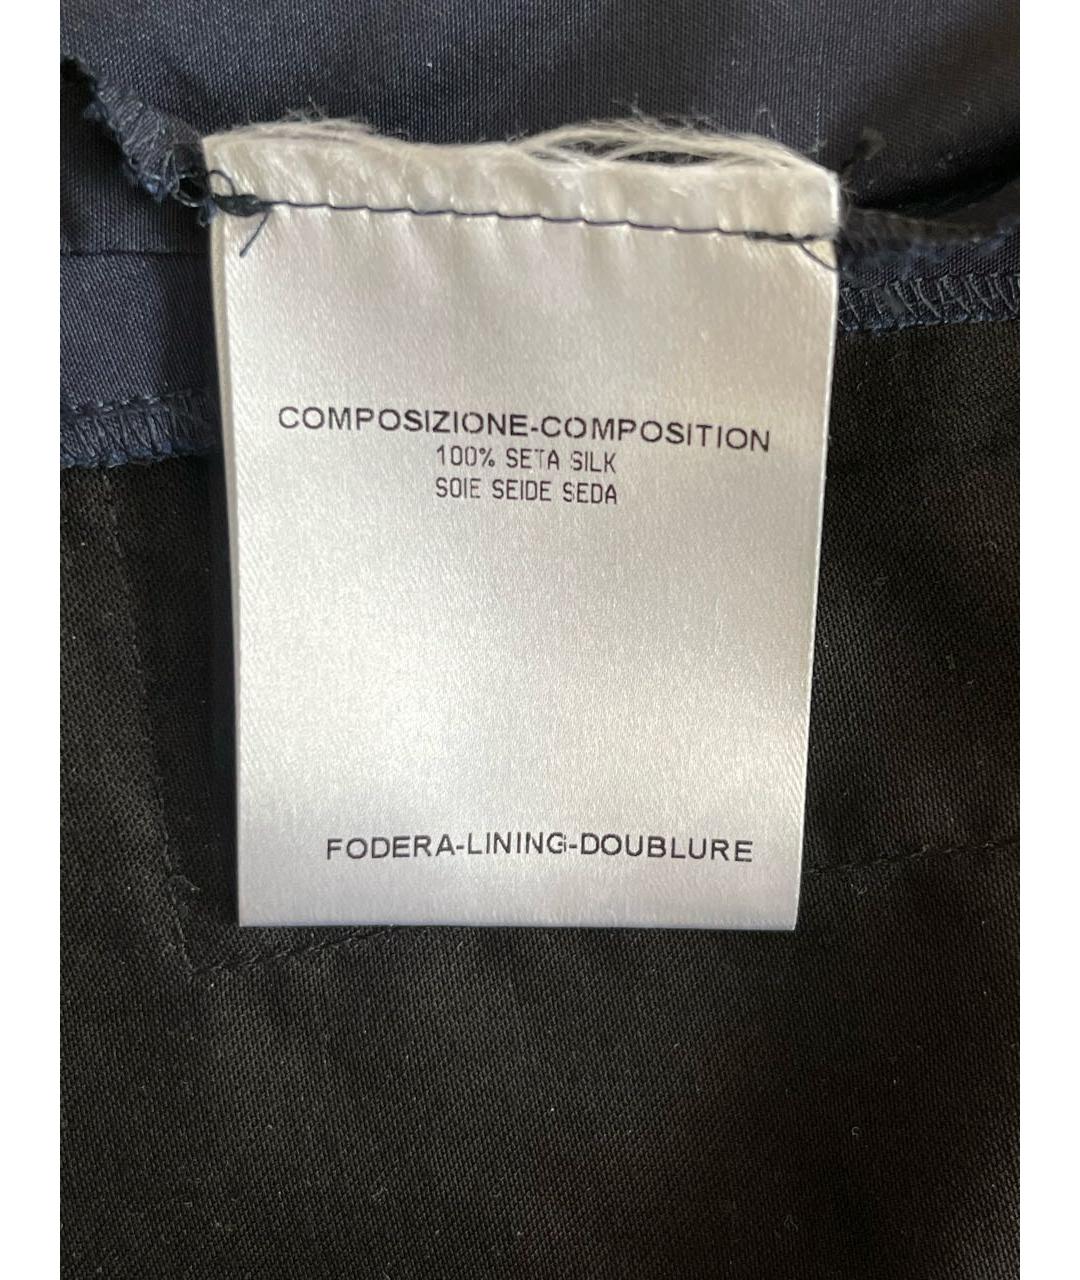 COMPOSIZIONE-COMPOSITION
100% SETA SILK
SOIE SEIDE SEDA
FODERA-LINING-DOUBLURE